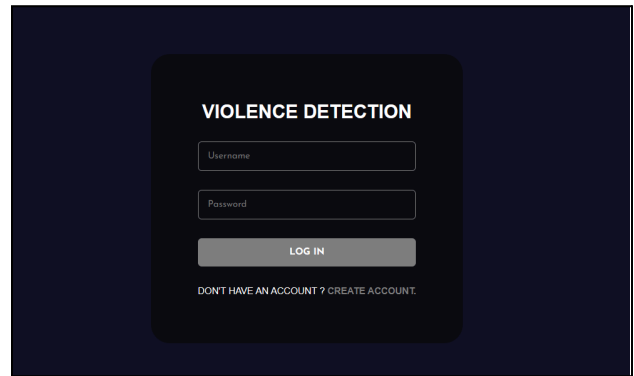 VIOLENCE DETECTION
Username
Password
LOG IN
DON'T HAVE AN ACCOUNT ? CREATE ACCOUNT.